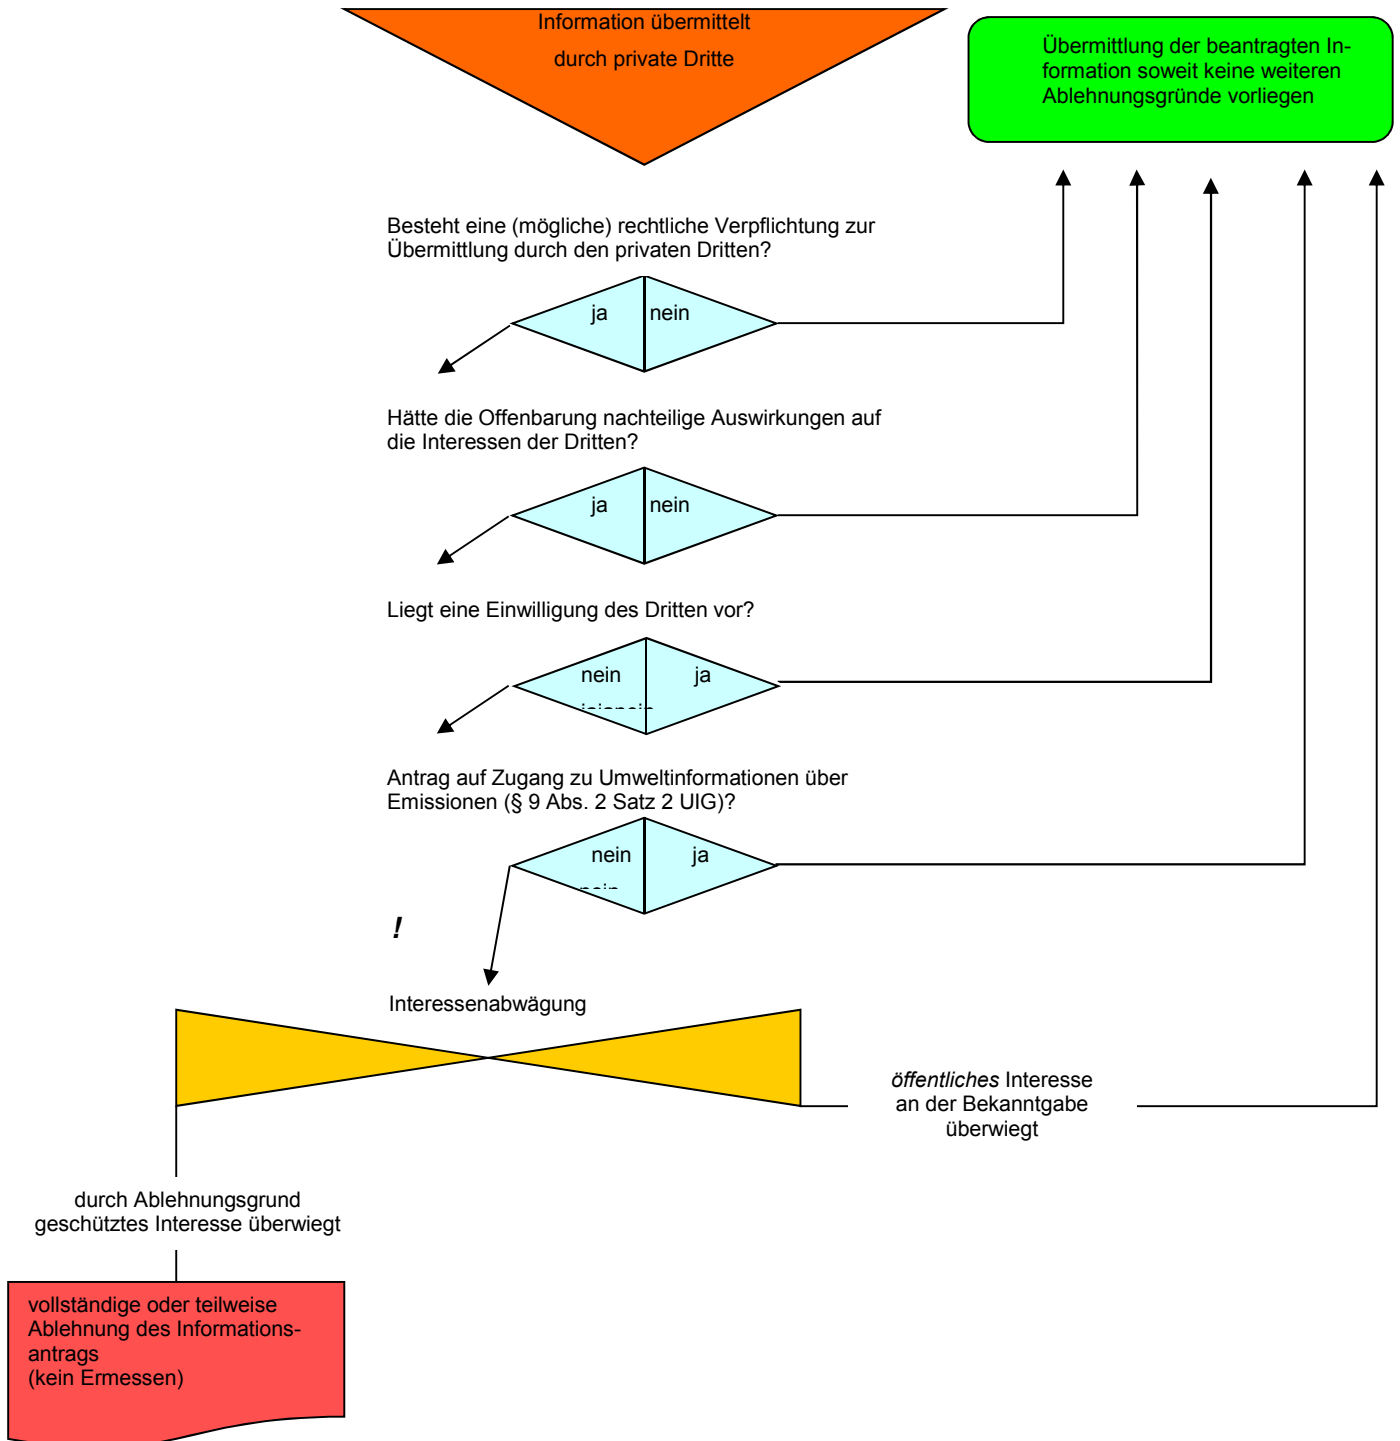 Information übermittelt
durch private Dritte
Übermittlung der beantragten In-
formation soweit keine weiteren
Ablehnungsgründe vorliegen
Besteht eine (mögliche) rechtliche Verpflichtung zur
Übermittlung durch den privaten Dritten?
ja nein
Hätte die Offenbarung nachteilige Auswirkungen auf
die Interessen der Dritten?
ja nein
Liegt eine Einwilligung des Dritten vor?
nein ja
Antrag auf Zugang zu Umweltinformationen über
Emissionen (§ 9 Abs. 2 Satz 2 UIG)?
nein ja
!
Interessenabwägung
öffentliches Interesse
an der Bekanntgabe
überwiegt
durch Ablehnungsgrund
geschütztes Interesse überwiegt
vollständige oder teilweise
Ablehnung des Informations-
antrags
(kein Ermessen)